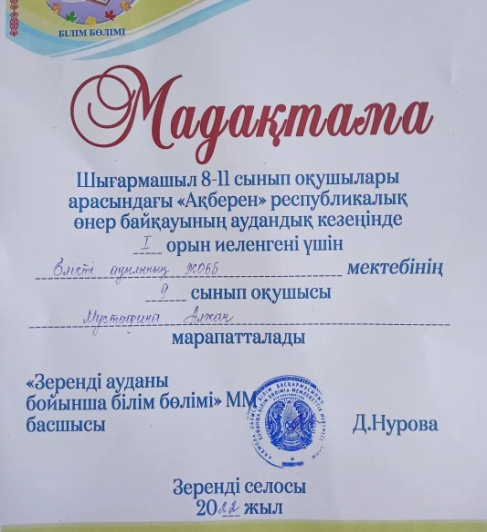 БІЛІМ БӨЛІМІ
Мадақтама
Шығармашыл 8-11 сынып оқушылары
арасындағы «Ақберен» республикалық
өнер байқауының аудандық кезеңінде
I орын иеленгені үшін
Еліcті ауылының ЖОББ мектебінің
9 сынып оқушысы
Мустафина Алжан
марапатталады
«Зеренді ауданы
бойынша білім бөлімі» ММ
басшысы
Д.Нурова
Зеренді селосы
2022 жыл